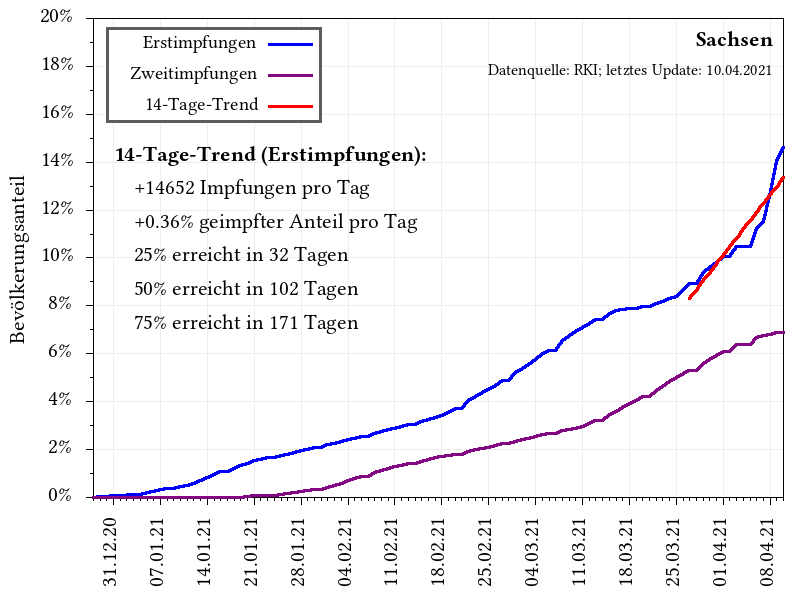 20%
18%
16%
14%
12%
10%
8%
6%
4%
2%
0%
Bevölkerungsanteil
Erstimpfungen
Zweitimpfungen
14-Tage-Trend
Sachsen
Datenquelle: RKI; letztes Update: 10.04.2021
14-Tage-Trend (Erstimpfungen):
+14652 Impfungen pro Tag
+0.36% geimpfter Anteil pro Tag
25% erreicht in 32 Tagen
50% erreicht in 102 Tagen
75% erreicht in 171 Tagen
31.12.20
07.01.21
14.01.21
21.01.21
28.01.21
04.02.21
11.02.21
18.02.21
25.02.21
04.03.21
11.03.21
18.03.21
25.03.21
01.04.21
08.04.21